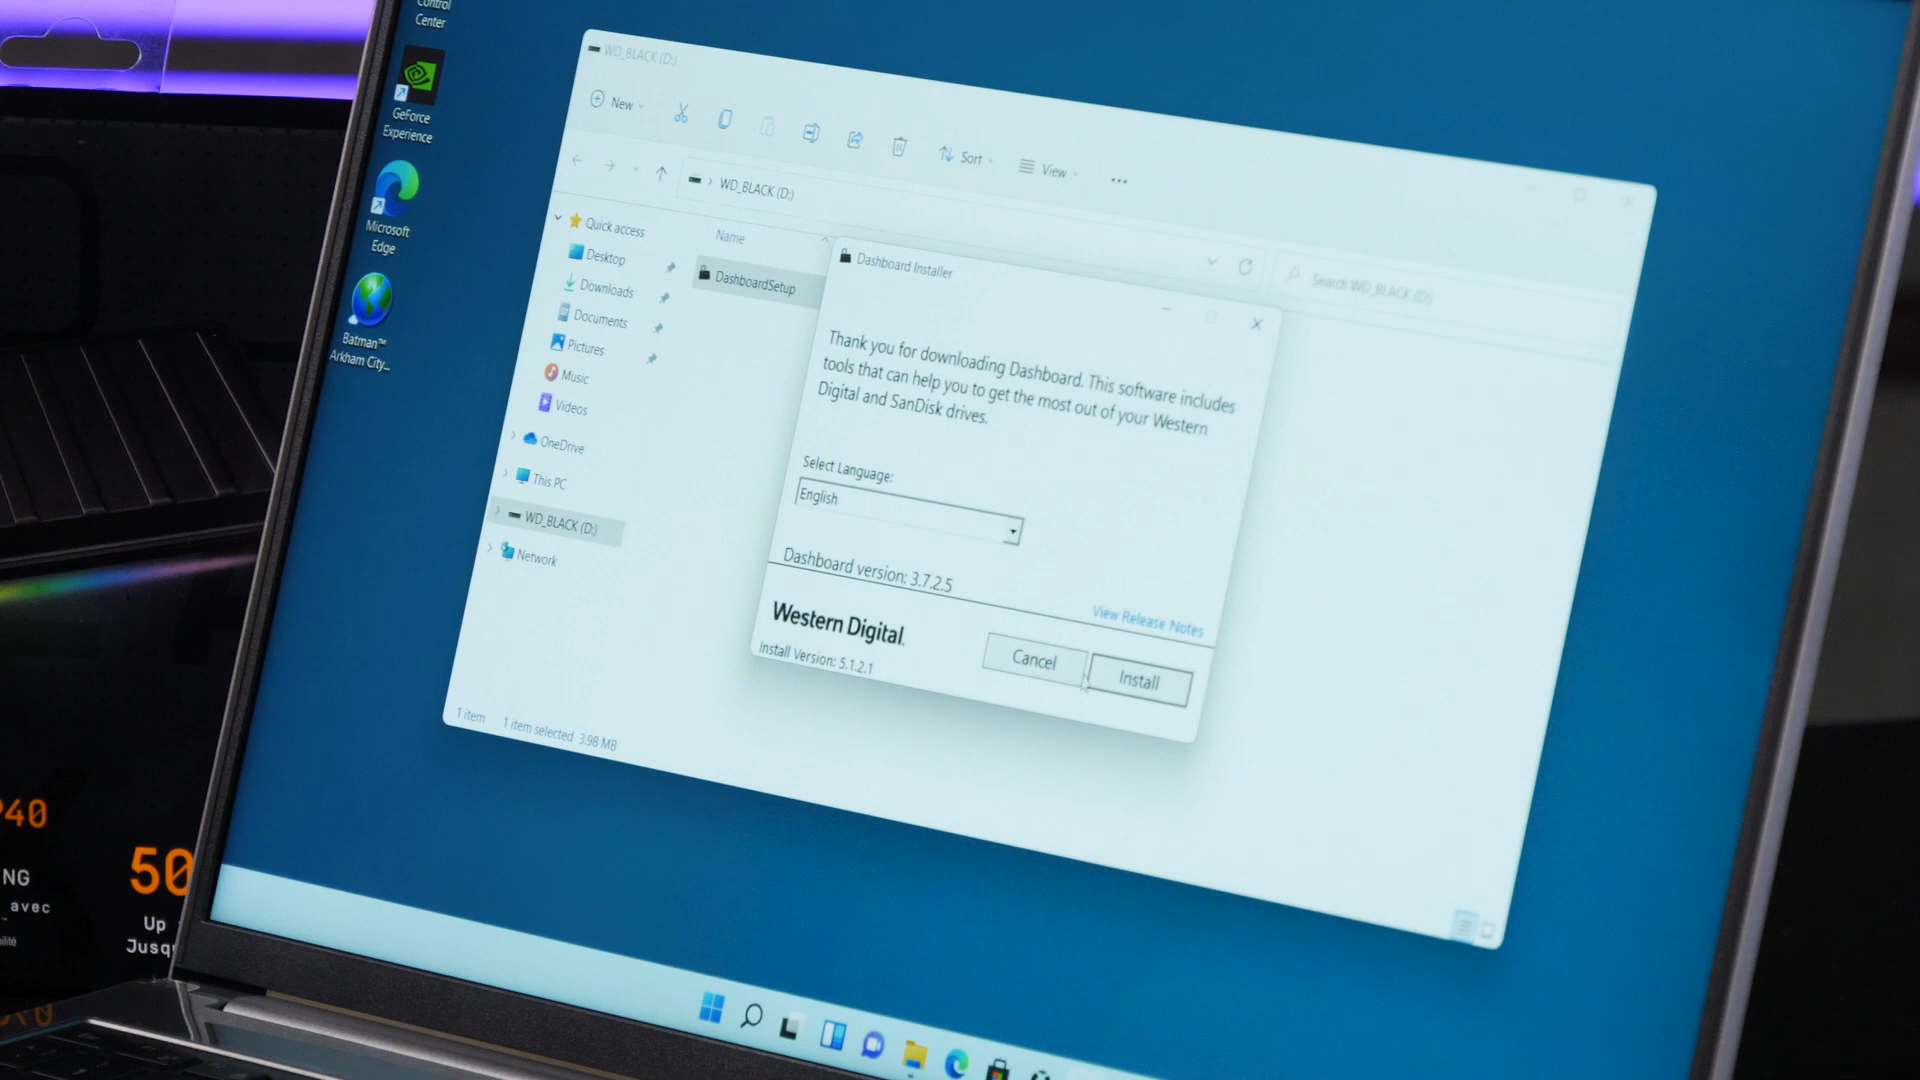 Control
Center
GeForce
Experience
Microsoft
Edge
Batman™
Arkham City...
WD_BLACK (D:)
New
Sort
View
WD_BLACK (D:)
Search WD_BLACK (D:)
Quick access
Desktop
Downloads
Documents
Pictures
Music
Videos
OneDrive
This PC
WD_BLACK (D:)
Network
Name
DashboardSetup
1 item
1 item selected 3.98 MB
Dashboard Installer
Thank you for downloading Dashboard. This software includes
tools that can help you to get the most out of your Western
Digital and SanDisk drives.
Select Language:
English
Dashboard version: 3.7.2.5
View Release Notes
Western Digital.
Install Version: 5.1.2.1
Cancel
Install
P40
NG
avec
50
Up